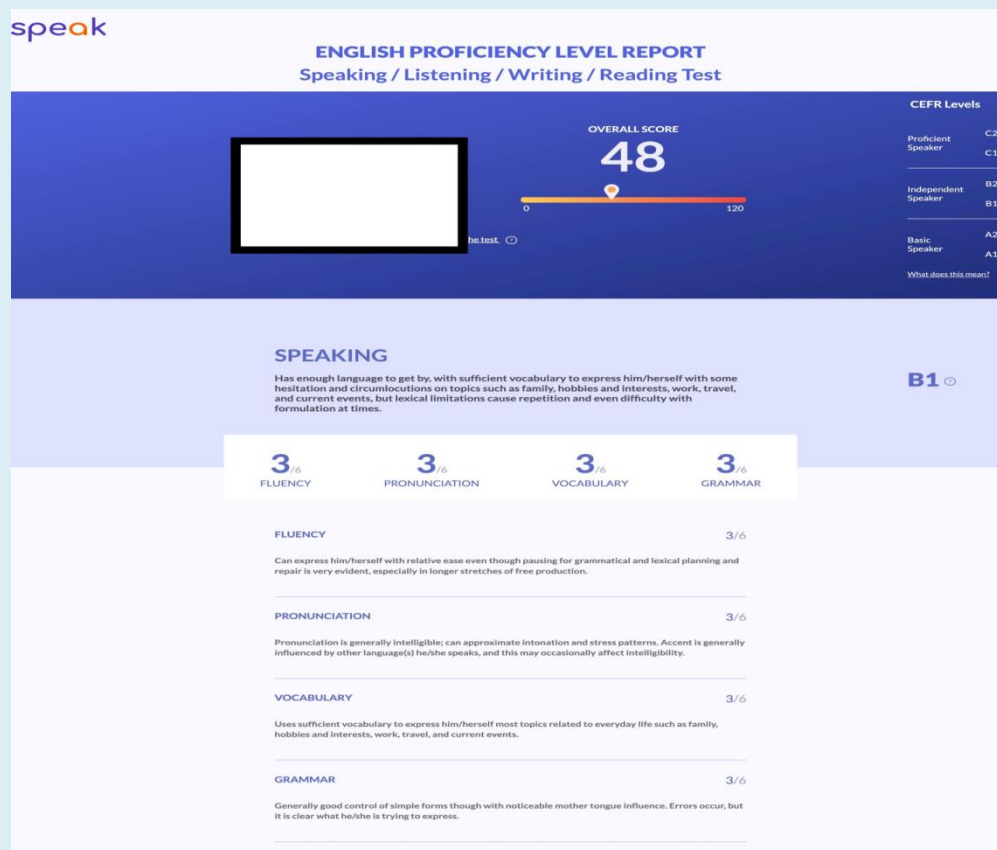 speak
ENGLISH PROFICIENCY LEVEL REPORT
Speaking / Listening / Writing / Reading Test
OVERALL SCORE
48
0
120
he test
CEFR Levels
Proficient
Speaker
C2
C1
Independent
Speaker
B2
B1
Basic
Speaker
A2
A1
What does this mean?
SPEAKING
Has enough language to get by, with sufficient vocabulary to express him/herself with some
hesitation and circumlocutions on topics such as family, hobbies and interests, work, travel,
and current events, but lexical limitations cause repetition and even difficulty with
formulation at times.
B1
3/6
FLUENCY
3/6
PRONUNCIATION
3/6
VOCABULARY
3/6
GRAMMAR
FLUENCY
3/6
Can express him/herself with relative ease even though pausing for grammatical and lexical planning and
repair is very evident, especially in longer stretches of free production.
PRONUNCIATION
3/6
Pronunciation is generally intelligible; can approximate intonation and stress patterns. Accent is generally
influenced by other language(s) he/she speaks, and this may occasionally affect intelligibility.
VOCABULARY
3/6
Uses sufficient vocabulary to express him/herself most topics related to everyday life such as family,
hobbies and interests, work, travel, and current events.
GRAMMAR
3/6
Generally good control of simple forms though with noticeable mother tongue influence. Errors occur, but
it is clear what he/she is trying to express.